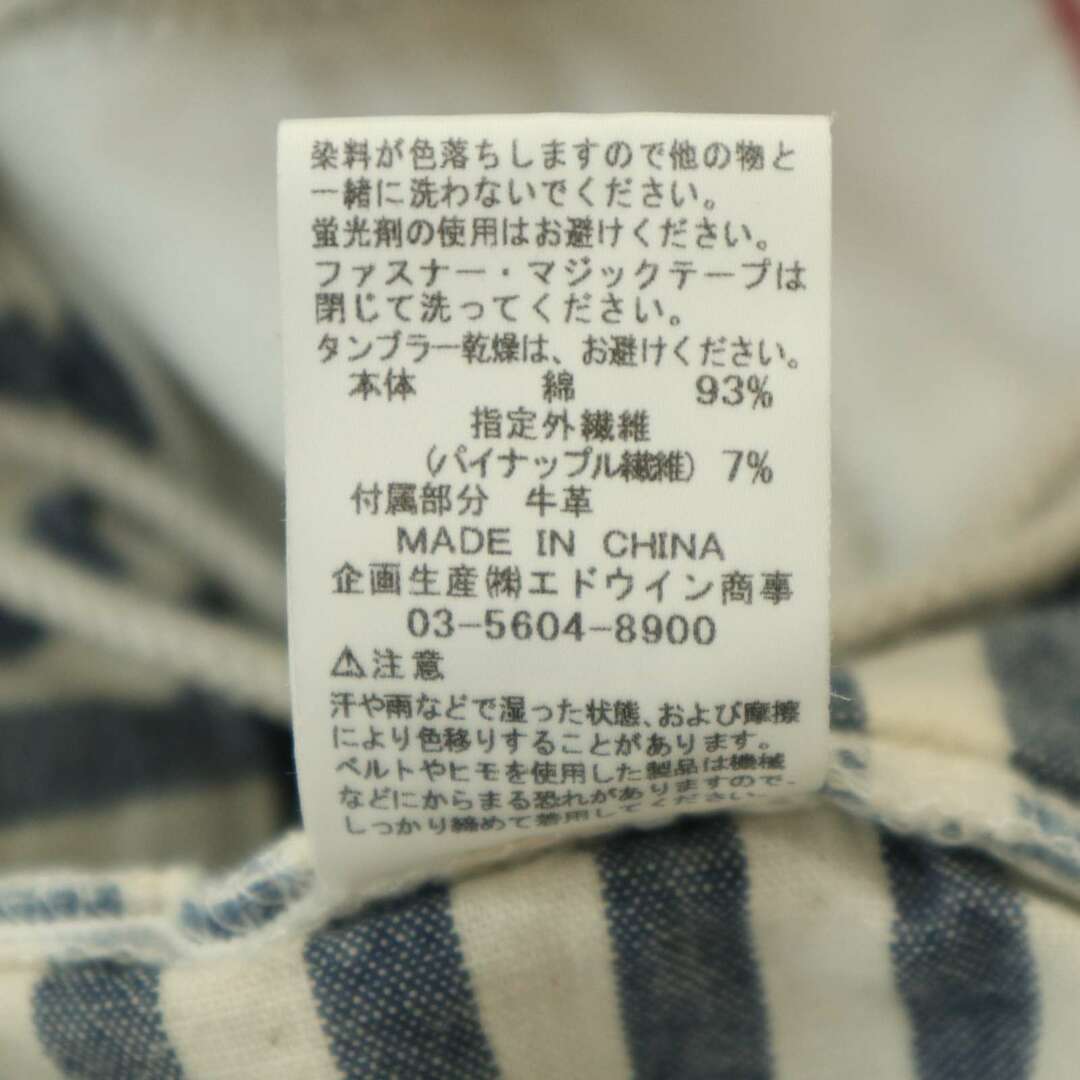 染料が色落ちしますので他の物と
一緒に洗わないでください。
蛍光剤の使用はお避けください。
ファスナー・マジックテープは
閉じて洗ってください。
タンブラー乾燥は、お避けください。
本体 綿 93%
指定外繊維
(パイナップル繊維) 7%
付属部分 牛革
MADE IN CHINA
企画生産㈱エドウイン商事
03-5604-8900
⚠注意
汗や雨などで湿った状態、および摩擦
により色移りすることがあります。
ベルトやヒモを使用した製品は機械
などにからまる恐れがありますので、
しっかり締めて着用してください。